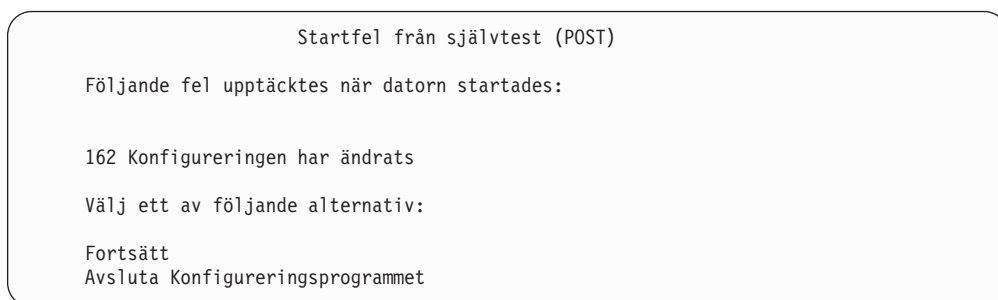 Startfel från självtest (POST)
Följande fel upptäcktes när datorn startades:
162 Konfigureringen har ändrats
Välj ett av följande alternativ:
Fortsätt
Avsluta Konfigureringsprogrammet